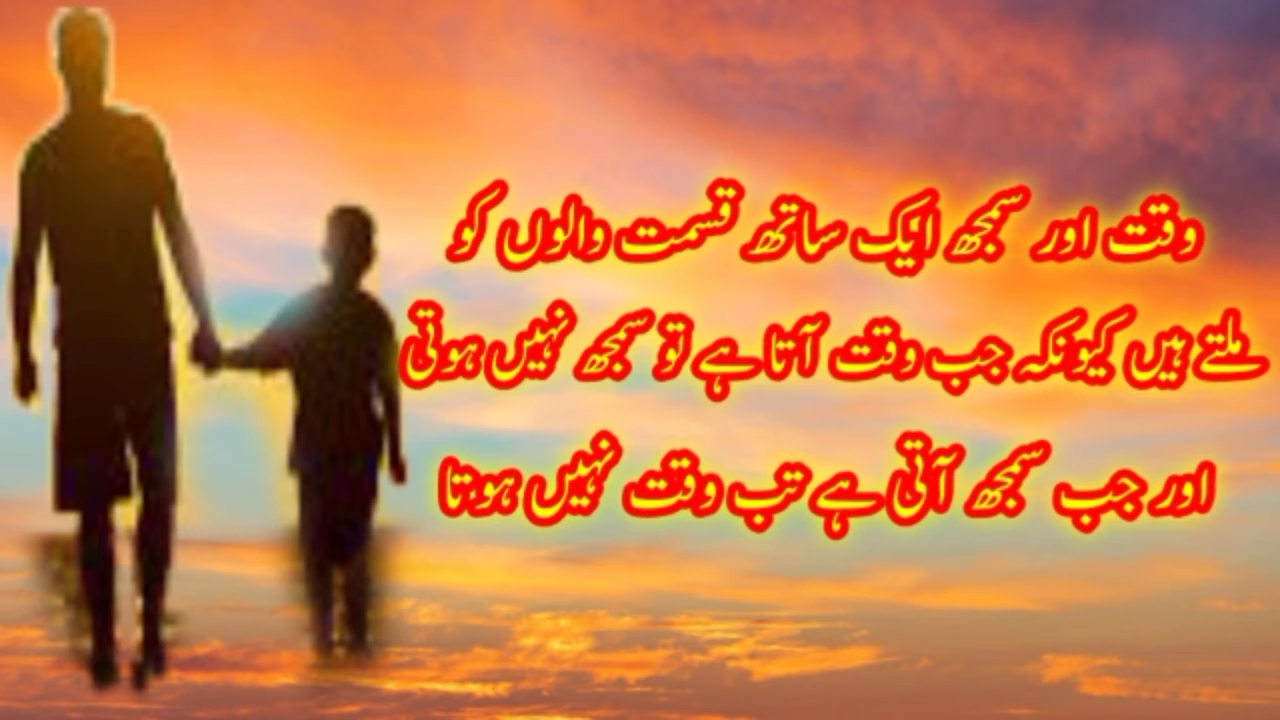 وقت اور سمجھ ایک ساتھ قسمت والوں کو
ملتے ہیں کیونکہ جب وقت آتا ہے تو سمجھ نہیں ہوتی
اور جب سمجھ آتی ہے تب وقت نہیں ہوتا